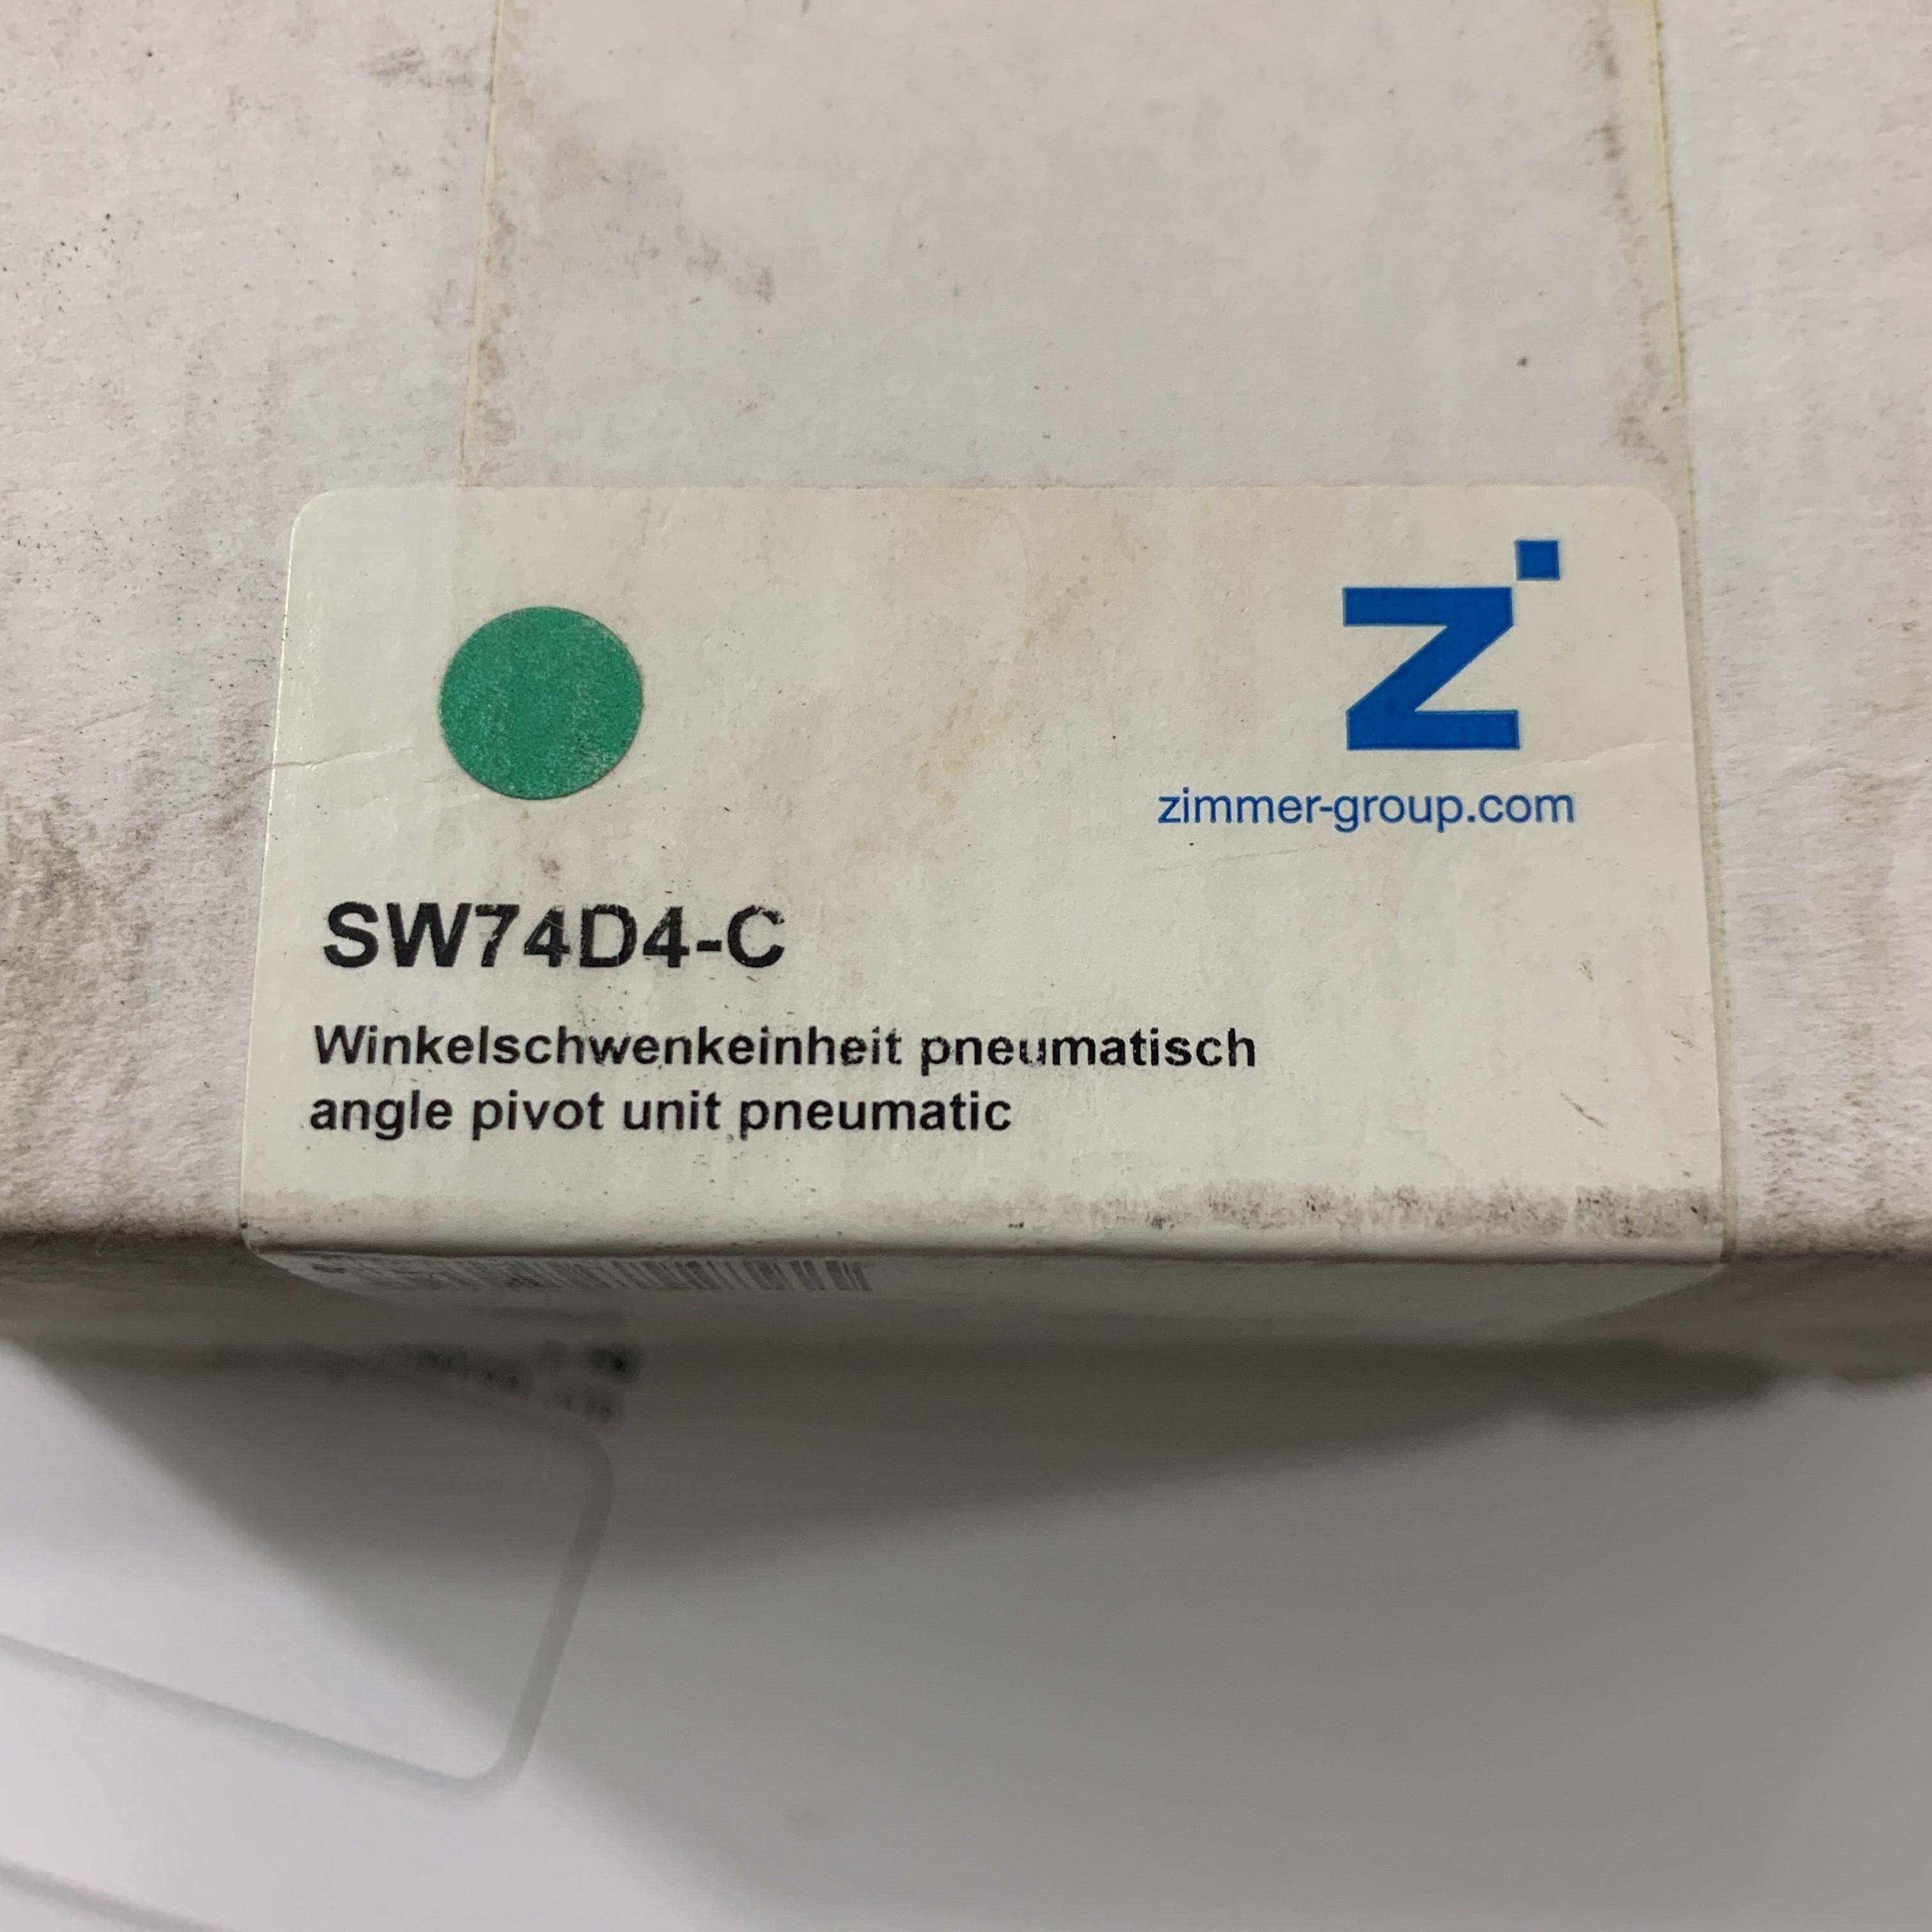 Z
zimmer-group.com
SW74D4-C
Winkelschwenkeinheit pneumatisch
angle pivot unit pneumatic